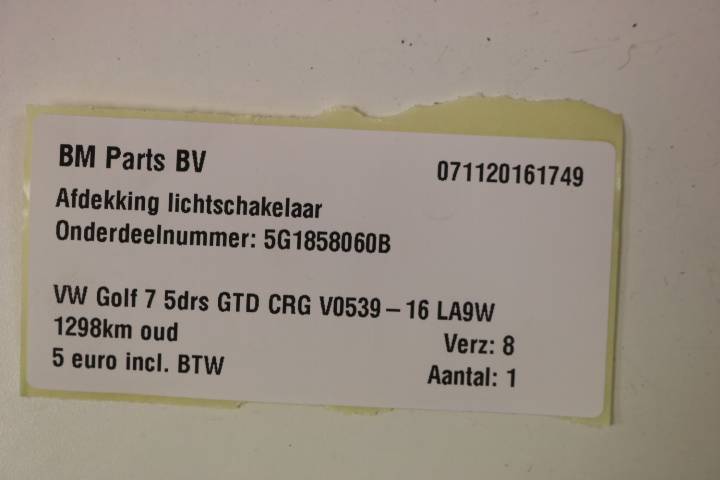 BM Parts BV 071120161749
Afdekking lichtschakelaar
Onderdeelnummer: 5G1858060B
VW Golf 7 5drs GTD CRG V0539 – 16 LA9W
1298km oud Verz: 8
5 euro incl. BTW Aantal: 1